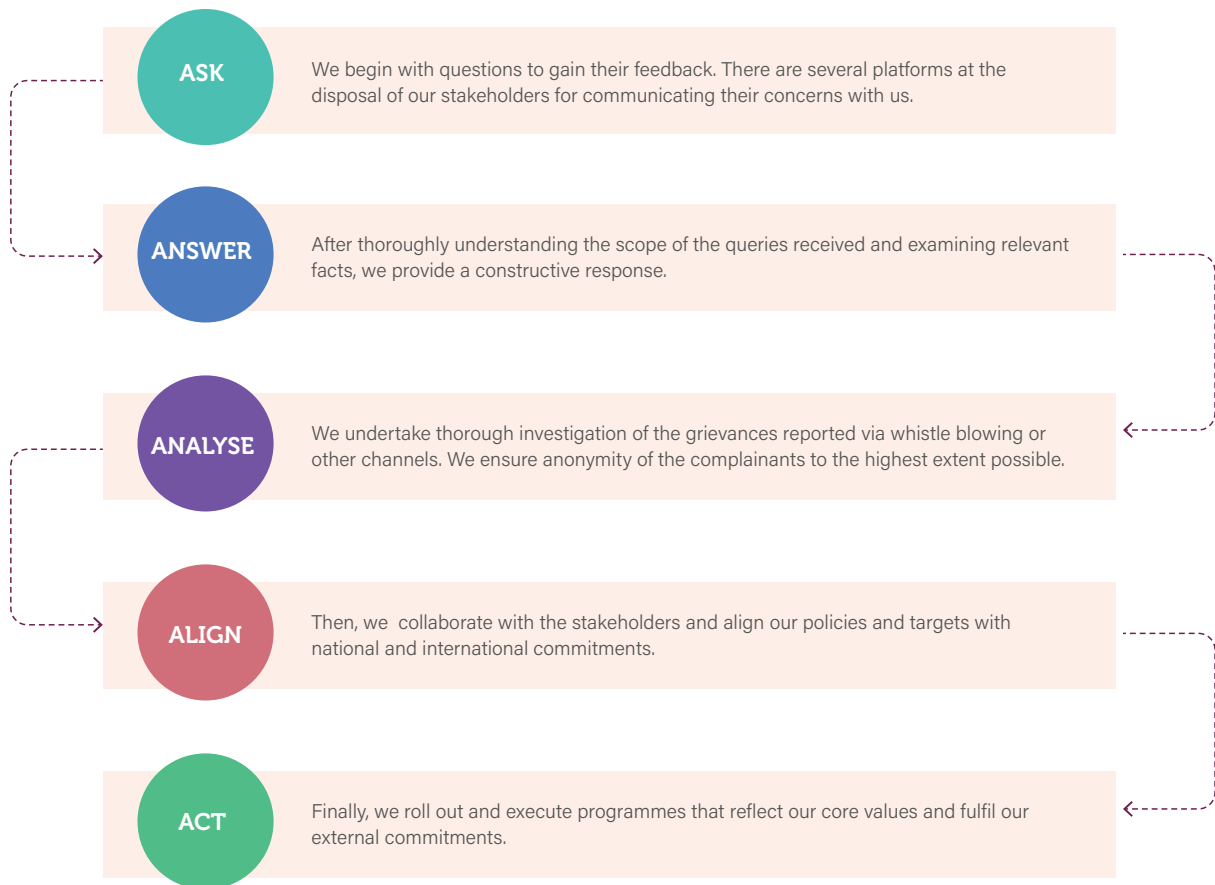 ASK
We begin with questions to gain their feedback. There are several platforms at the
disposal of our stakeholders for communicating their concerns with us.
ANSWER
After thoroughly understanding the scope of the queries received and examining relevant
facts, we provide a constructive response.
ANALYSE
We undertake thorough investigation of the grievances reported via whistle blowing or
other channels. We ensure anonymity of the complainants to the highest extent possible.
ALIGN
Then, we  collaborate with the stakeholders and align our policies and targets with
national and international commitments.
ACT
Finally, we roll out and execute programmes that reflect our core values and fulfil our
external commitments.